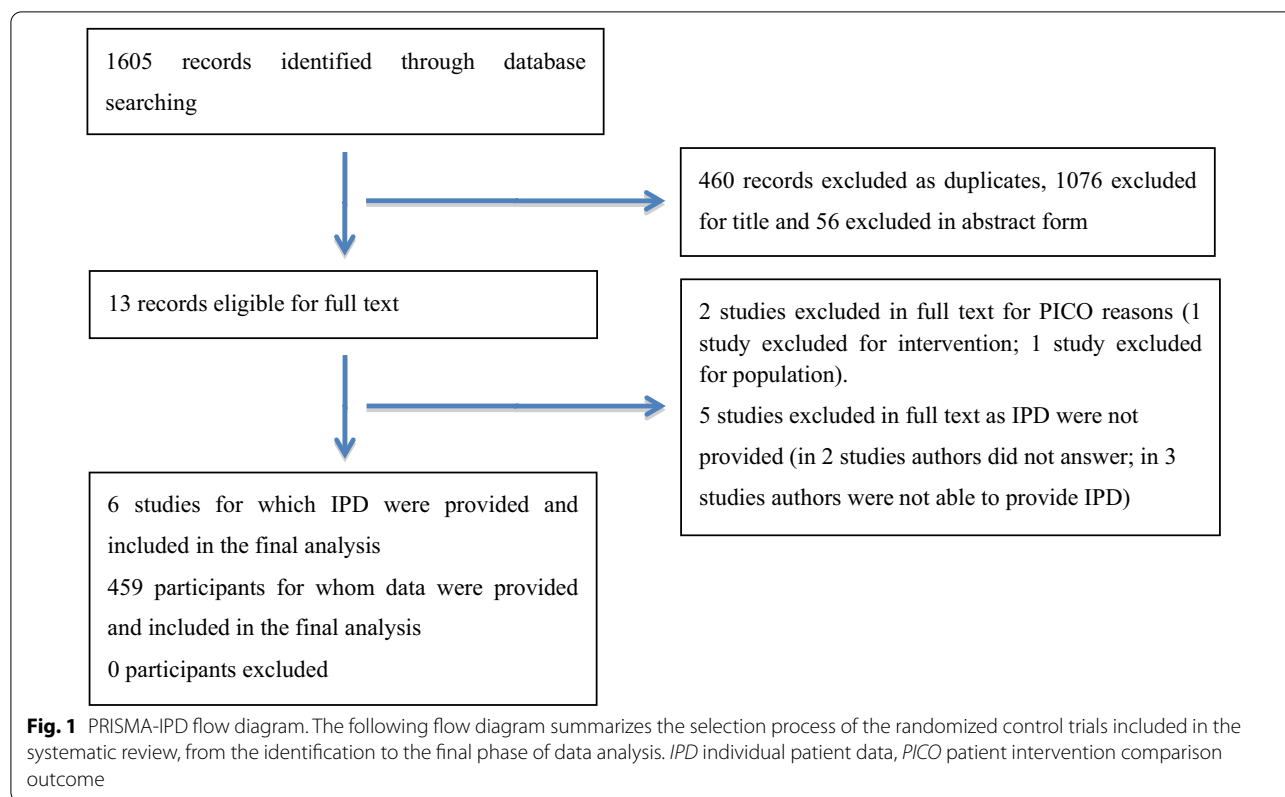 1605 records identified through database
searching
460 records excluded as duplicates, 1076 excluded
for title and 56 excluded in abstract form
13 records eligible for full text
2 studies excluded in full text for PICO reasons (1
study excluded for intervention; 1 study excluded
for population).
5 studies excluded in full text as IPD were not
provided (in 2 studies authors did not answer; in 3
studies authors were not able to provide IPD)
6 studies for which IPD were provided and
included in the final analysis
459 participants for whom data were provided
and included in the final analysis
0 participants excluded
Fig. 1 PRISMA-IPD flow diagram. The following flow diagram summarizes the selection process of the randomized control trials included in the
systematic review, from the identification to the final phase of data analysis. IPD individual patient data, PICO patient intervention comparison
outcome